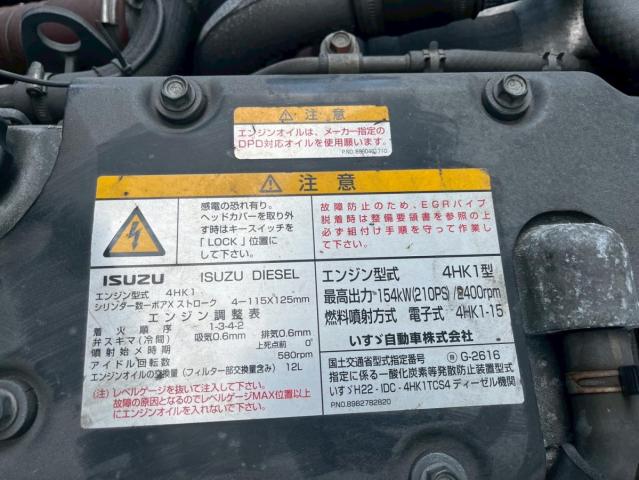 ⚠ 注意
エンジンオイルは、メーカー指定の
DPD対応オイルを使用願います。
⚠ 注意
感電の恐れ有り。
ヘッドカバーを取り外
す時はキースイッチを
「LOCK」位置に
して下さい。
故障防止のため、EGRパイプ
脱着時は整備要領書を参照の上
必ず組付け手順を守って作業し
て下さい。
ISUZU ISUZU DIESEL
エンジン型式 4HK1
シリンダー数ーボアXストローク 4-115X125mm
エンジン調整表
着火順序 1-3-4-2
弁スキマ(冷間) 吸気0.6mm 排気0.6mm
噴射始メ時期 上死点前 0°
アイドル回転数 580rpm
エンジンオイルの交換量(フィルター部交換量含み) 12L
(注)レベルゲージを抜いて注入して下さい。
故障の原因となるのでレベルゲージMAX位置以上
にエンジンオイルを入れないで下さい。
エンジン型式 4HK1型
最高出力 154kW(210PS)/2400rpm
燃料噴射方式 電子式 4HK1-15
いすゞ自動車株式会社
国土交通省型式指定番号 G-2616
指定に係る一酸化炭素等発散防止装置型式
いすゞH22-IDC-4HK1TCS4ディーゼル機関
P.NO.8982782820